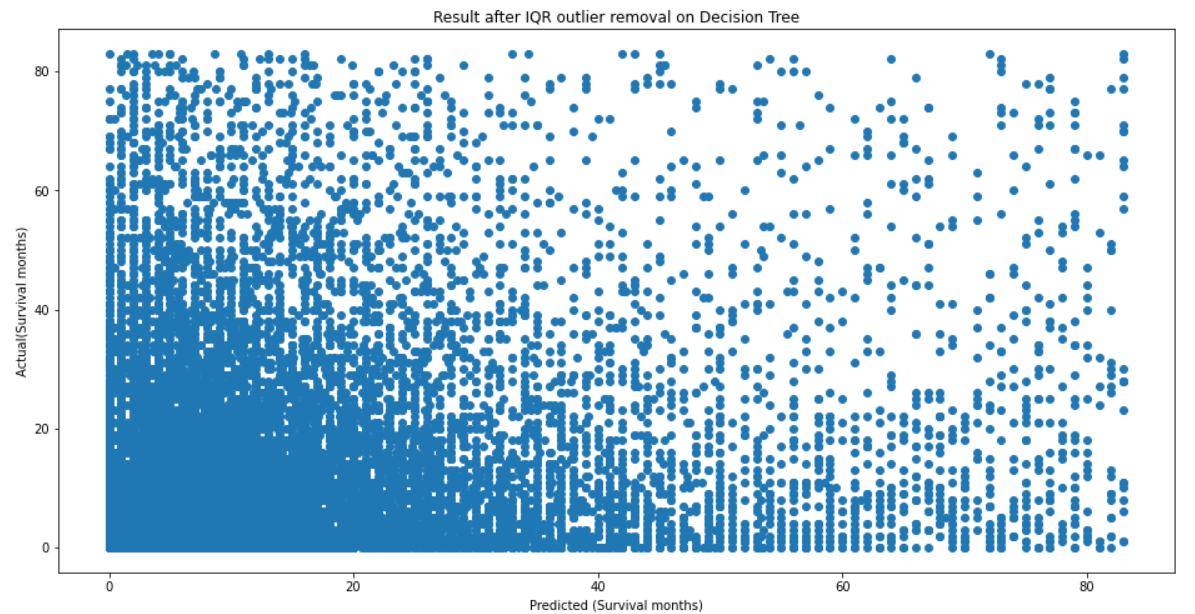 Result after IQR outlier removal on Decision Tree
80
60
40
20
0
Actual(Survival months)
0 20 40 60 80
Predicted (Survival months)